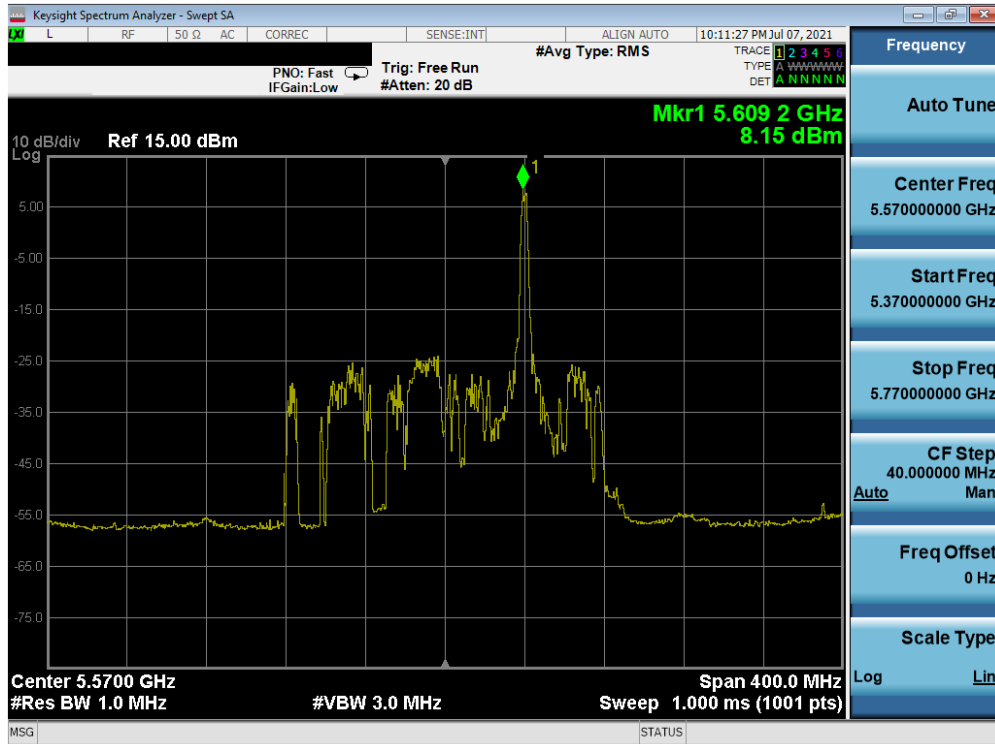 Keysight Spectrum Analyzer - Swept SA
LXI L RF 50 Ω AC CORREC SENSE:INT ALIGN AUTO 10:11:27 PM Jul 07, 2021
#Avg Type: RMS
TRACE 1 2 3 4 5 6
TYPE A WWWWW
DET A N N N N N
PNO: Fast
IFGain:Low
Trig: Free Run
#Atten: 20 dB
Mkr1 5.609 2 GHz
8.15 dBm
10 dB/div
Log
Ref 15.00 dBm
1
5.00
-5.00
-15.0
-25.0
-35.0
-45.0
-55.0
-65.0
-75.0
Center 5.5700 GHz
Span 400.0 MHz
#Res BW 1.0 MHz
#VBW 3.0 MHz
Sweep 1.000 ms (1001 pts)
MSG
STATUS
Frequency
Auto Tune
Center Freq
5.570000000 GHz
Start Freq
5.370000000 GHz
Stop Freq
5.770000000 GHz
CF Step
40.000000 MHz
Auto Man
Freq Offset
0 Hz
Scale Type
Log Lin